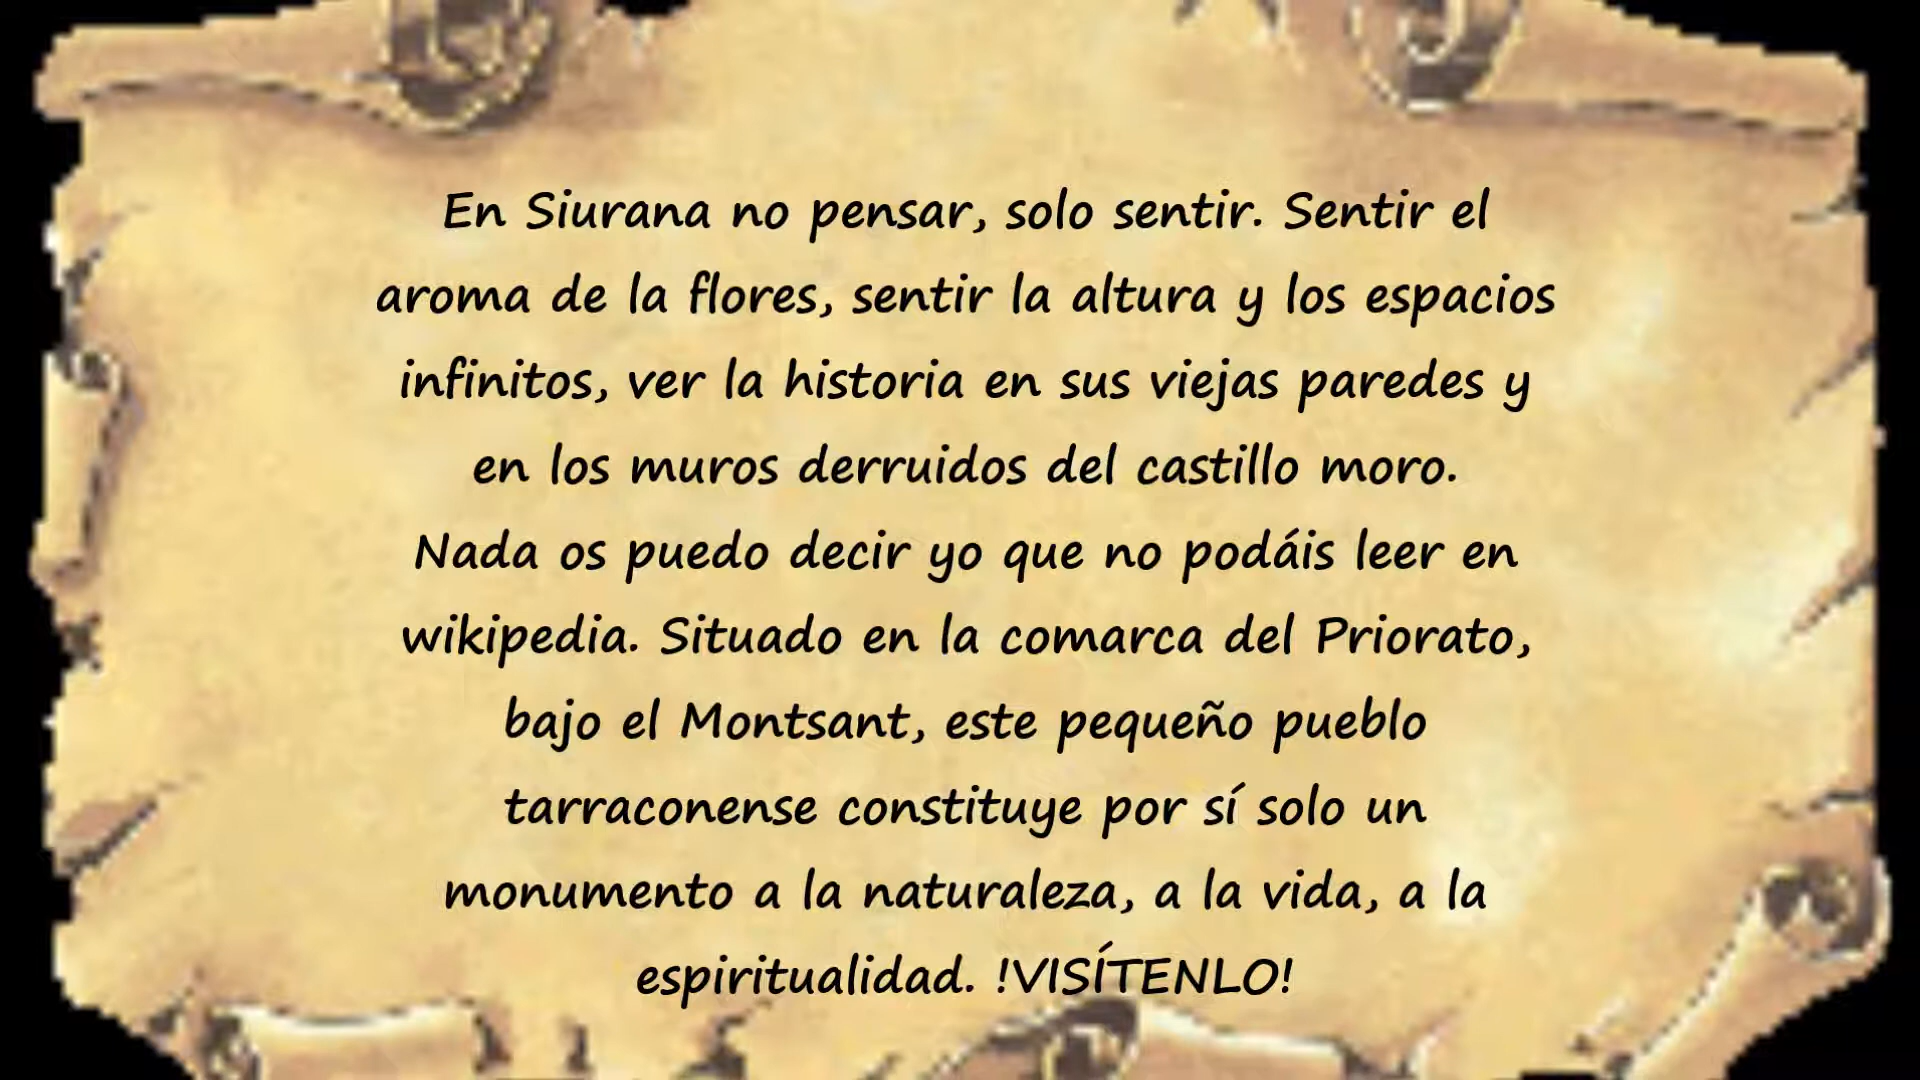 En Siurana no pensar, solo sentir. Sentir el
aroma de la flores, sentir la altura y los espacios
infinitos, ver la historia en sus viejas paredes y
en los muros derruidos del castillo moro.
Nada os puedo decir yo que no podáis leer en
wikipedia. Situado en la comarca del Priorato,
bajo el Montsant, este pequeño pueblo
tarraconense constituye por sí solo un
monumento a la naturaleza, a la vida, a la
espiritualidad. !VISÍTENLO!